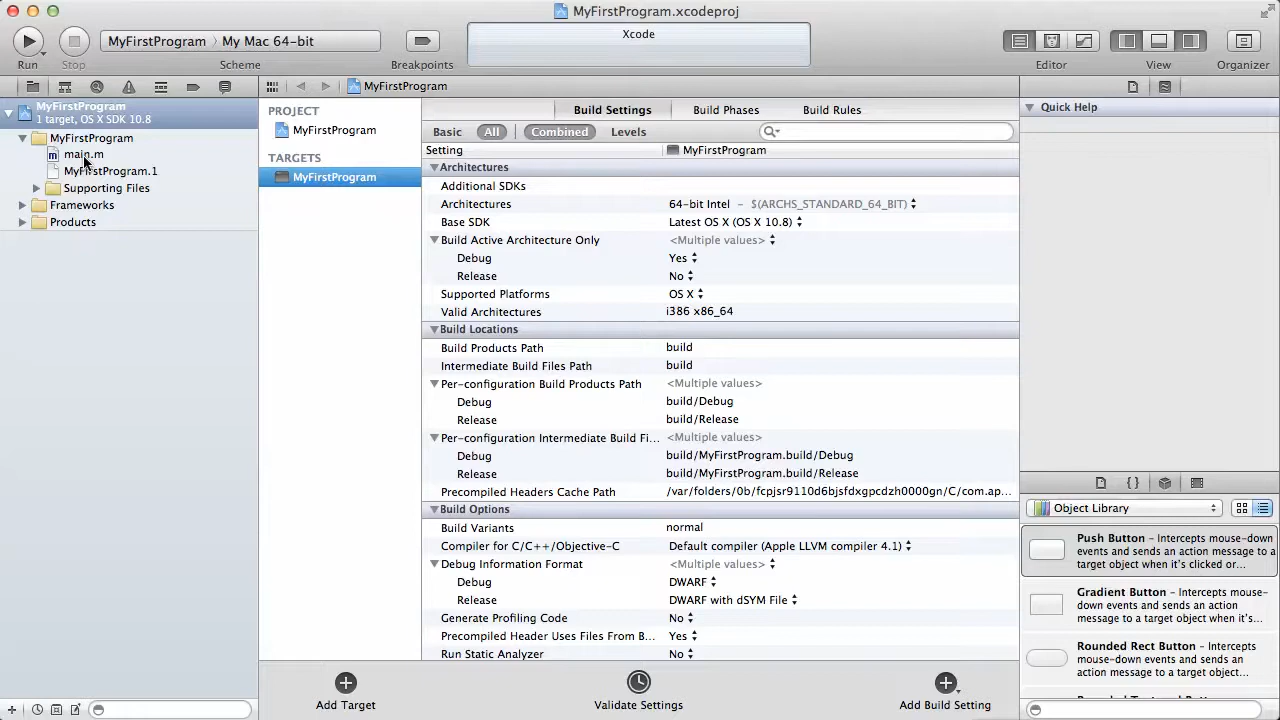 MyFirstProgram.xcodeproj
MyFirstProgram
My Mac 64-bit
Xcode
Run
Stop
Scheme
Breakpoints
Editor
View
Organizer
MyFirstProgram
1 target, OS X SDK 10.8
MyFirstProgram
main.m
MyFirstProgram.1
Supporting Files
Frameworks
Products
MyFirstProgram
PROJECT
MyFirstProgram
TARGETS
MyFirstProgram
Build Settings
Build Phases
Build Rules
Basic
All
Combined
Levels
Setting
MyFirstProgram
Architectures
Additional SDKs
Architectures
64-bit Intel – $(ARCHS_STANDARD_64_BIT)
Base SDK
Latest OS X (OS X 10.8)
Build Active Architecture Only
<Multiple values>
Debug
Yes
Release
No
Supported Platforms
OS X
Valid Architectures
i386 x86_64
Build Locations
Build Products Path
build
Intermediate Build Files Path
build
Per-configuration Build Products Path
<Multiple values>
Debug
build/Debug
Release
build/Release
Per-configuration Intermediate Build Fi...
<Multiple values>
Debug
build/MyFirstProgram.build/Debug
Release
build/MyFirstProgram.build/Release
Precompiled Headers Cache Path
/var/folders/0b/fcpjsr9110d6bjsfdxgpcdzh0000gn/C/com.ap...
Build Options
Build Variants
normal
Compiler for C/C++/Objective-C
Default compiler (Apple LLVM compiler 4.1)
Debug Information Format
<Multiple values>
Debug
DWARF
Release
DWARF with dSYM File
Generate Profiling Code
No
Precompiled Header Uses Files From B...
Yes
Run Static Analyzer
No
Add Target
Validate Settings
Add Build Setting
Quick Help
Object Library
Push Button – Intercepts mouse-down
events and sends an action message to a
target object when it's clicked or...
Gradient Button – Intercepts mouse-
down events and sends an action
message to a target object when it's...
Rounded Rect Button – Intercepts
mouse-down events and sends an
action message to a target object...